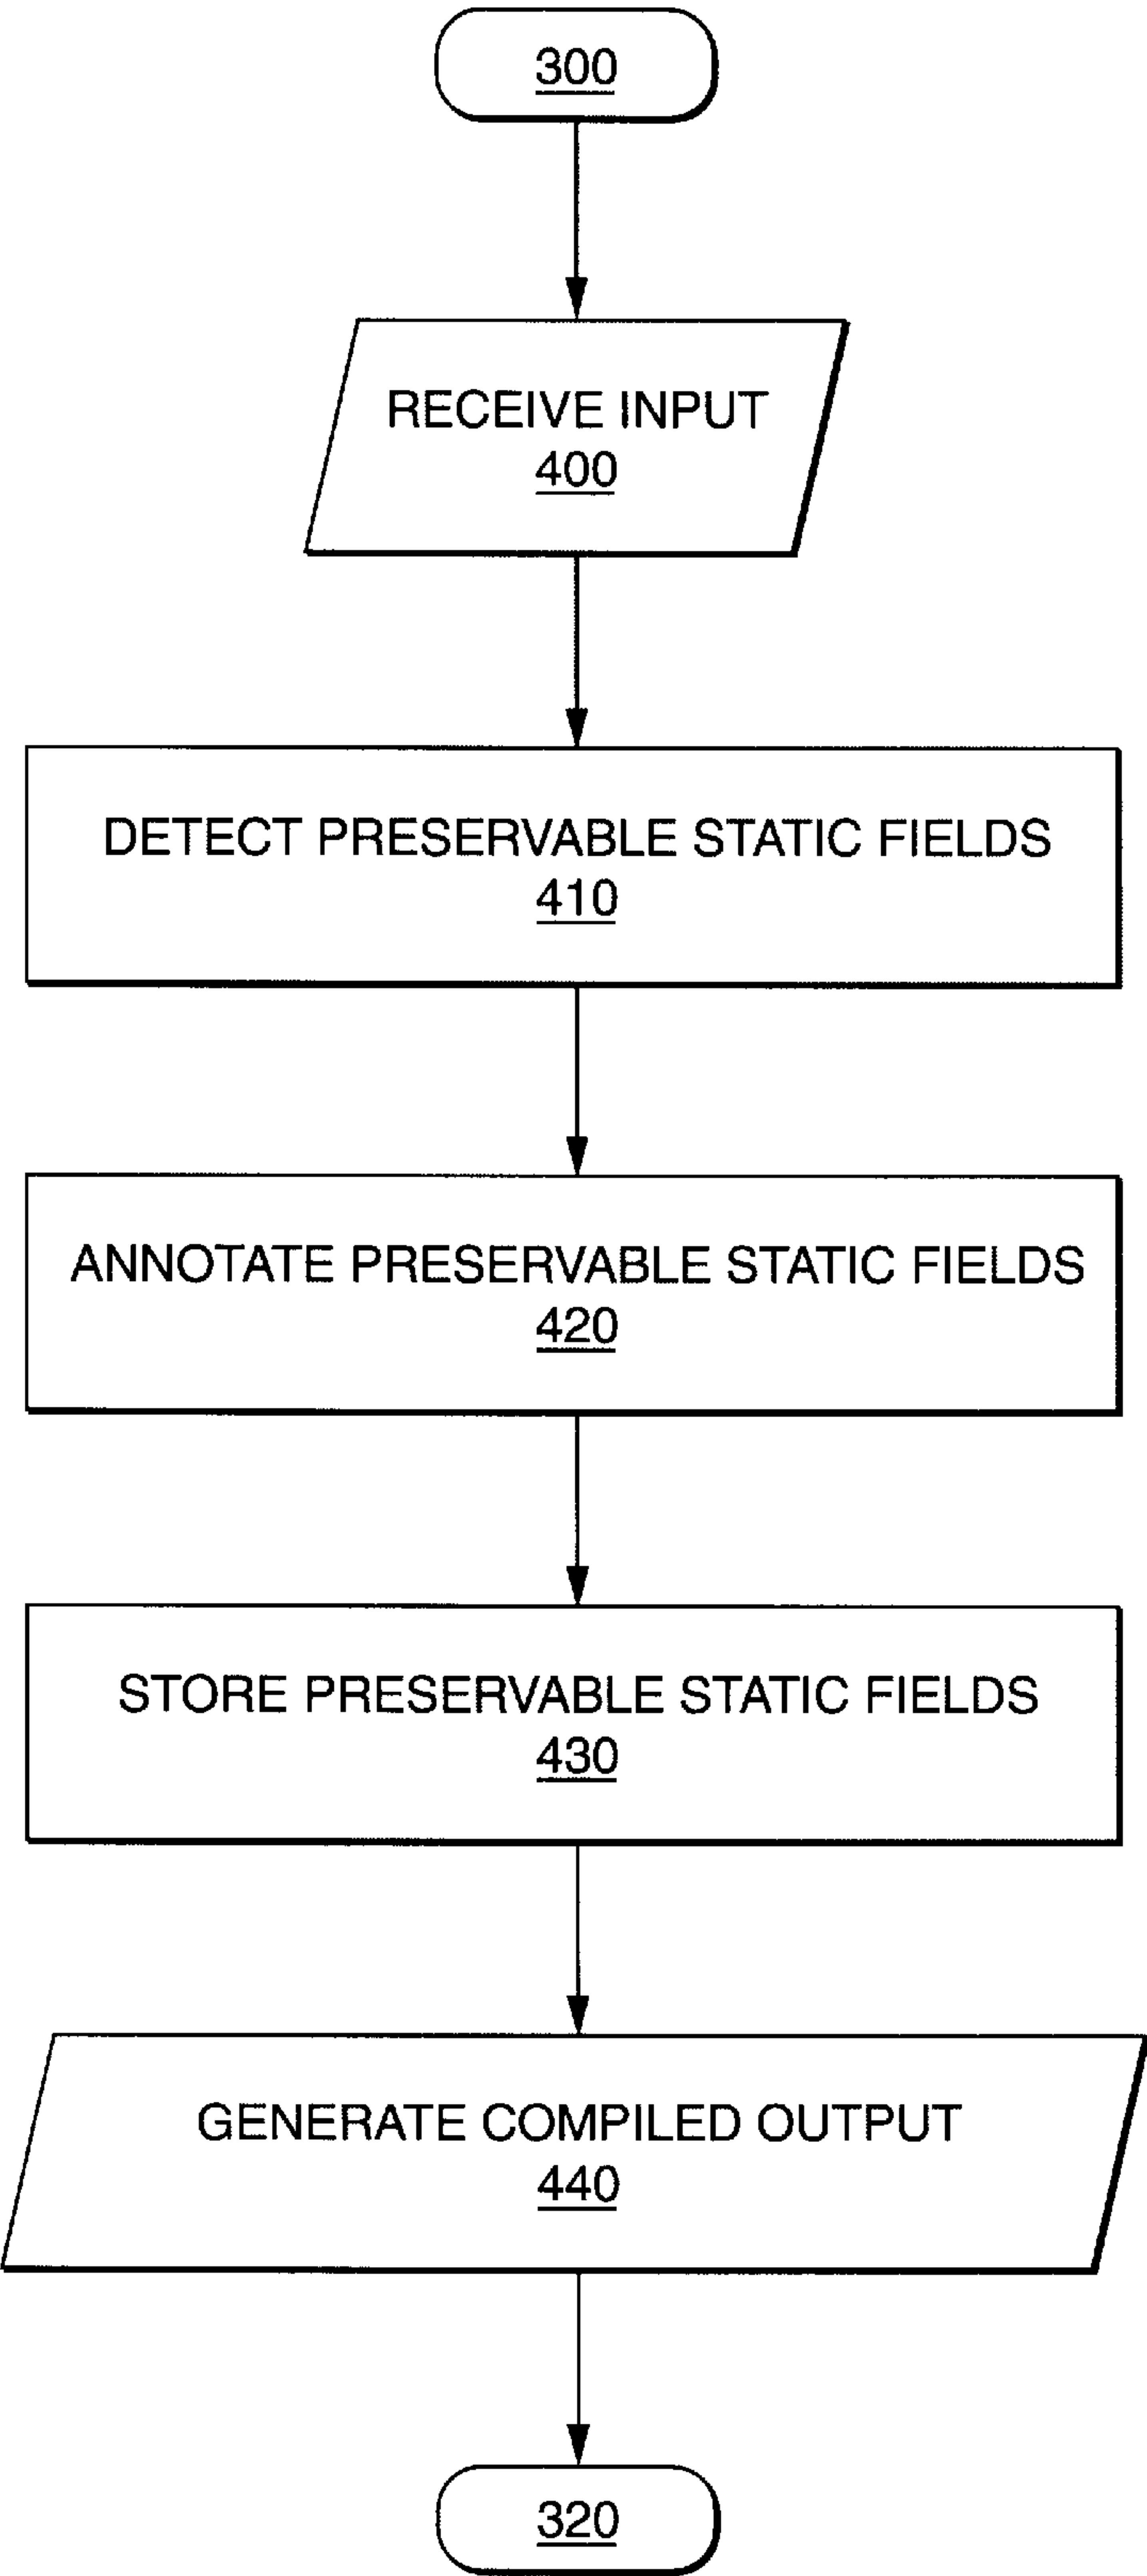 300
RECEIVE INPUT
400
DETECT PRESERVABLE STATIC FIELDS
410
ANNOTATE PRESERVABLE STATIC FIELDS
420
STORE PRESERVABLE STATIC FIELDS
430
GENERATE COMPILED OUTPUT
440
320